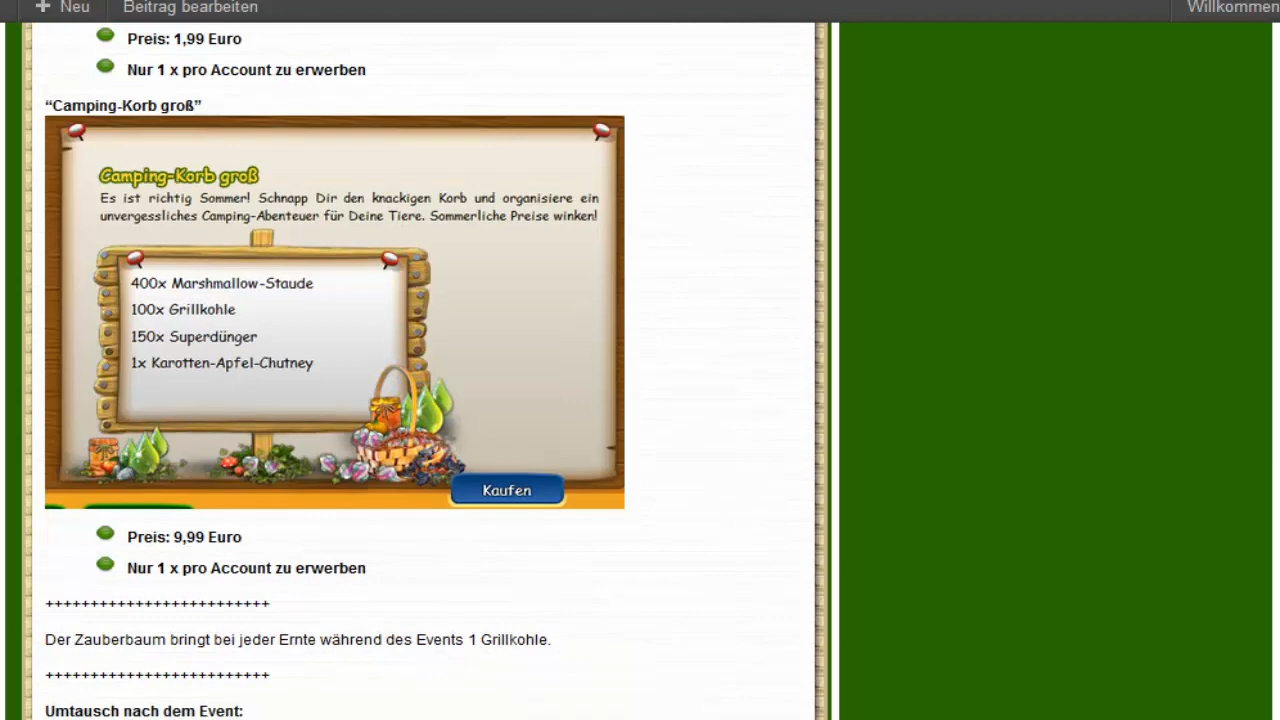 Neu
Beitrag bearbeiten
Willkommen
Preis: 1,99 Euro
Nur 1 x pro Account zu erwerben
“Camping-Korb groß”
Camping-Korb groß
Es ist richtig Sommer! Schnapp Dir den knackigen Korb und organisiere ein
unvergessliches Camping-Abenteuer für Deine Tiere. Sommerliche Preise winken!
400x Marshmallow-Staude
100x Grillkohle
150x Superdünger
1x Karotten-Apfel-Chutney
Kaufen
Preis: 9,99 Euro
Nur 1 x pro Account zu erwerben
+++++++++++++++++++++++++
Der Zauberbaum bringt bei jeder Ernte während des Events 1 Grillkohle.
+++++++++++++++++++++++++
Umtausch nach dem Event: